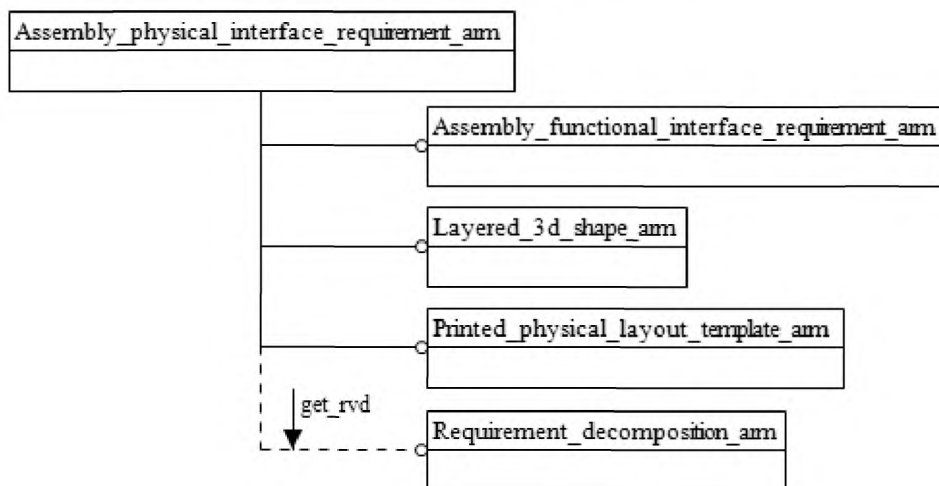 Assembly_physical_interface_requirement_arm
Assembly_functional_interface_requirement_arm
Layered_3d_shape_arm
Printed_physical_layout_template_arm
get_rvd
Requirement_decomposition_arm